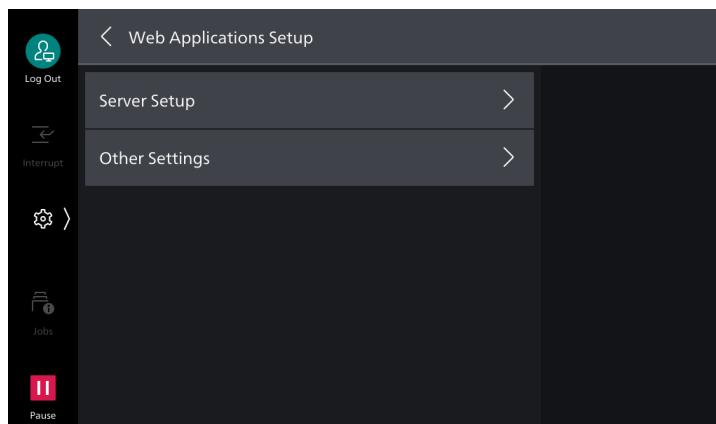 Web Applications Setup
Log Out
Server Setup
Interrupt
Other Settings
Jobs
Pause